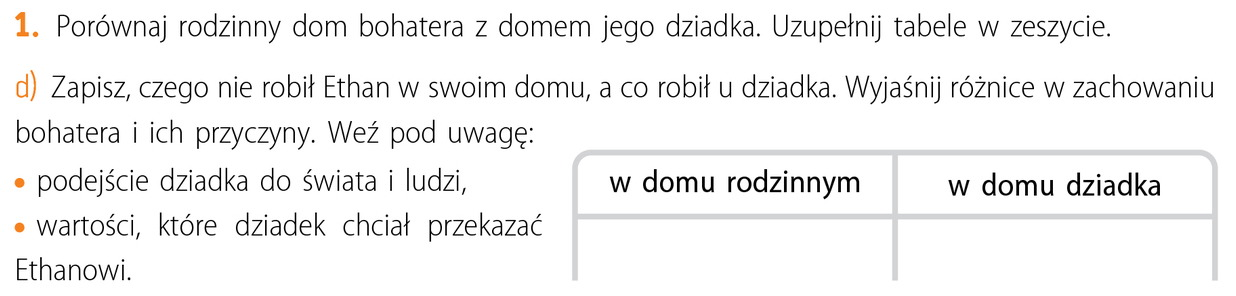 1. Porównaj rodzinny dom bohatera z domem jego dziadka. Uzupełnij tabele w zeszycie.
d) Zapisz, czego nie robił Ethan w swoim domu, a co robił u dziadka. Wyjaśnij różnice w zachowaniu
bohatera i ich przyczyny. Weź pod uwagę:
• podejście dziadka do świata i ludzi,
• wartości, które dziadek chciał przekazać
Ethanowi.
w domu rodzinnym
w domu dziadka